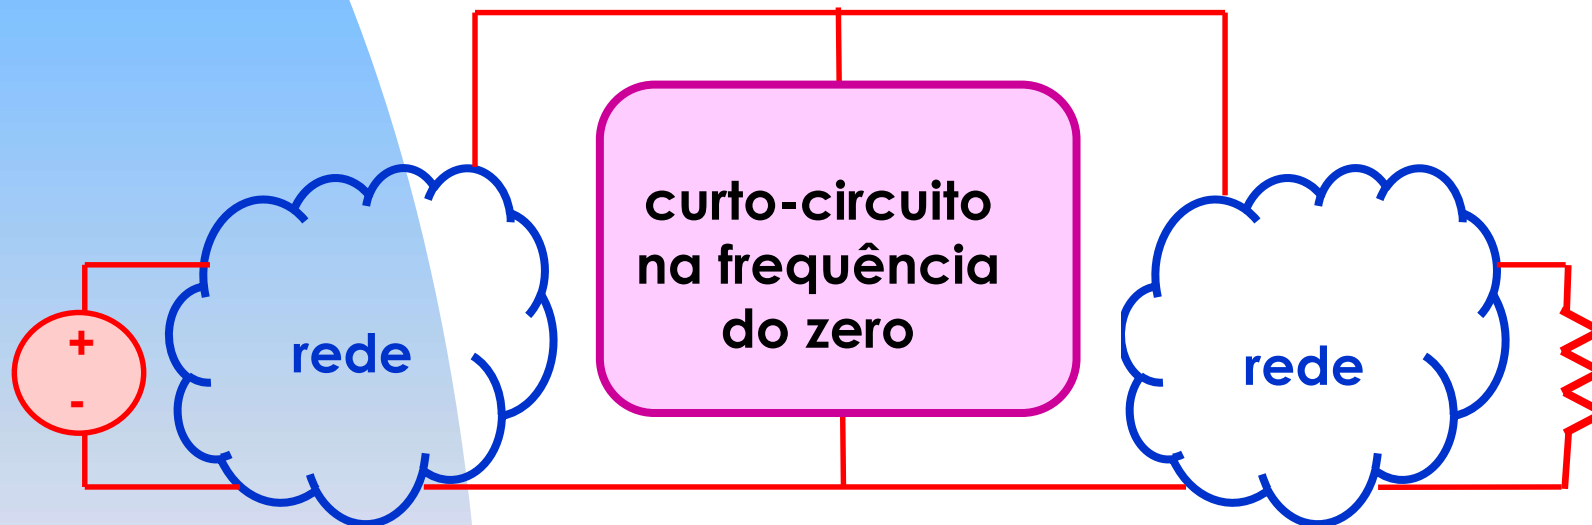 curto-circuito
na frequência
do zero
+
-
rede
rede